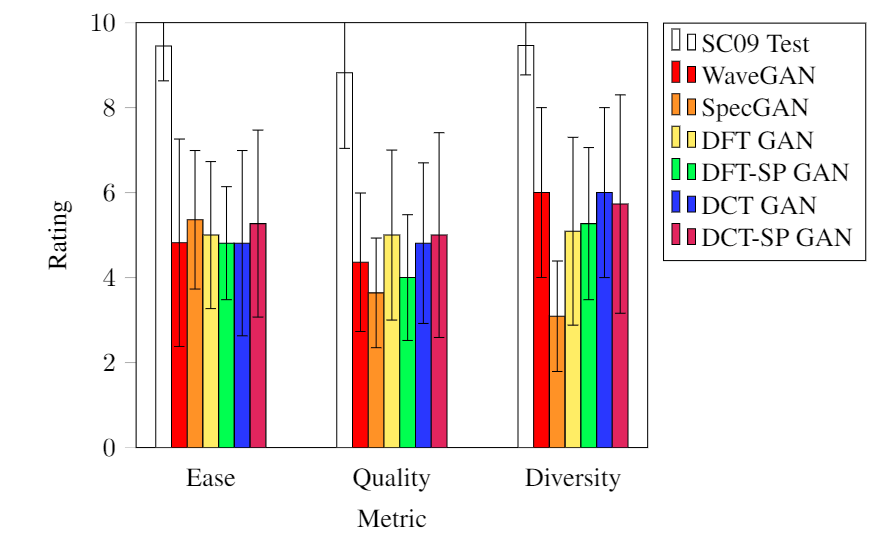 10
8
6
4
2
0
Rating
Ease
Quality
Diversity
Metric
SC09 Test
WaveGAN
SpecGAN
DFT GAN
DFT-SP GAN
DCT GAN
DCT-SP GAN